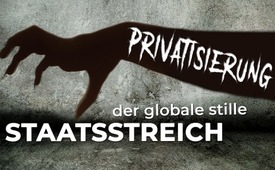 PRIVATISIERUNG
der globale stille
STAATSSTREICH